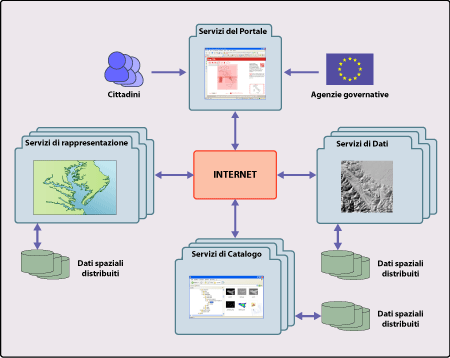 Servizi del Portale
Cittadini
Agenzie governative
Servizi di rappresentazione
Servizi di Dati
INTERNET
Dati spaziali
distribuiti
Servizi di Catalogo
Dati spaziali
distribuiti
Dati spaziali
distribuiti